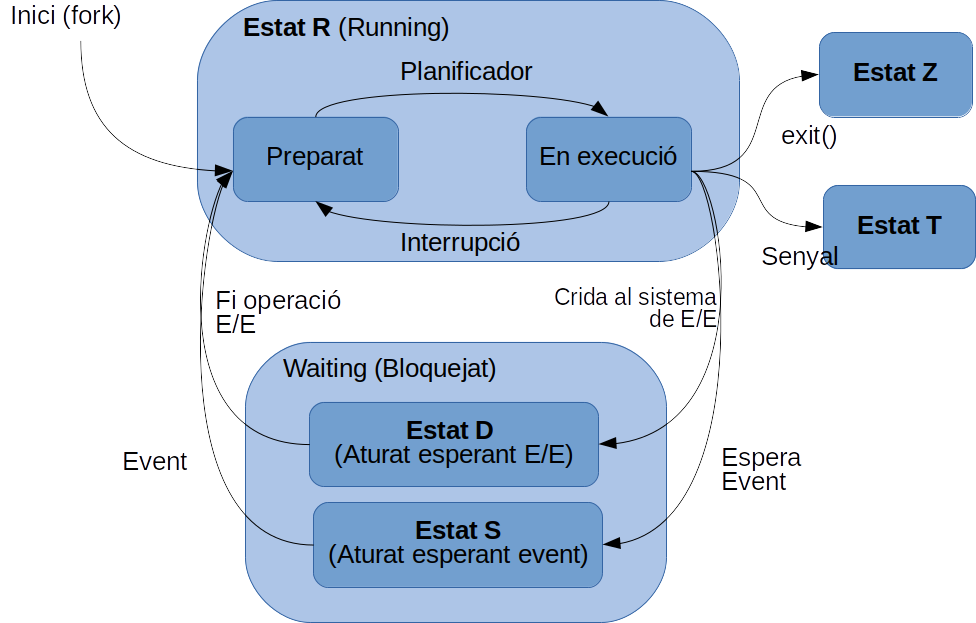 Inici (fork)
Estat R (Running)
Planificador
Preparat
En execució
Interrupció
Estat Z
exit()
Estat T
Senyal
Fi operació
E/E
Crida al sistema
de E/E
Waiting (Bloquejat)
Estat D
(Aturat esperant E/E)
Event
Espera
Event
Estat S
(Aturat esperant event)